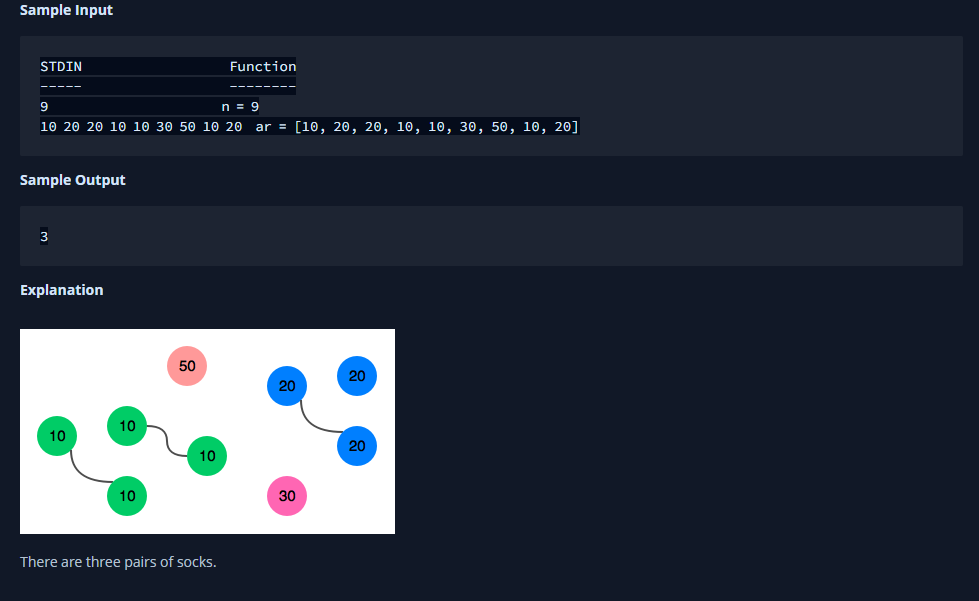 Sample Input
STDIN Function
----- --------
9 n = 9
10 20 20 10 10 30 50 10 20 ar = [10, 20, 20, 10, 10, 30, 50, 10, 20]
Sample Output
3
Explanation
50
20
20
10
10
20
10
10
30
There are three pairs of socks.